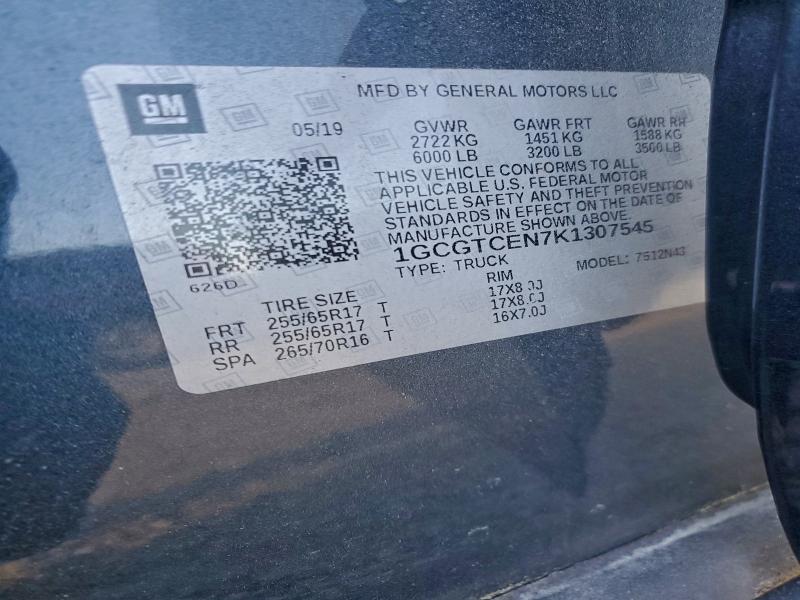 GM
MFD BY GENERAL MOTORS LLC
05/19
GVWR GAWR FRT GAWR RR
2722 KG 1451 KG 1588 KG
6000 LB 3200 LB 3500 LB
THIS VEHICLE CONFORMS TO ALL
APPLICABLE U.S. FEDERAL MOTOR
VEHICLE SAFETY AND THEFT PREVENTION
STANDARDS IN EFFECT ON THE DATE OF
MANUFACTURE SHOWN ABOVE.
1GCGTCEN7K1307545
TYPE: TRUCK MODEL: 7512N43
626D
TIRE SIZE RIM
FRT 255/65R17 T 17X8.0J
RR 255/65R17 T 17X8.0J
SPA 265/70R16 T 16X7.0J